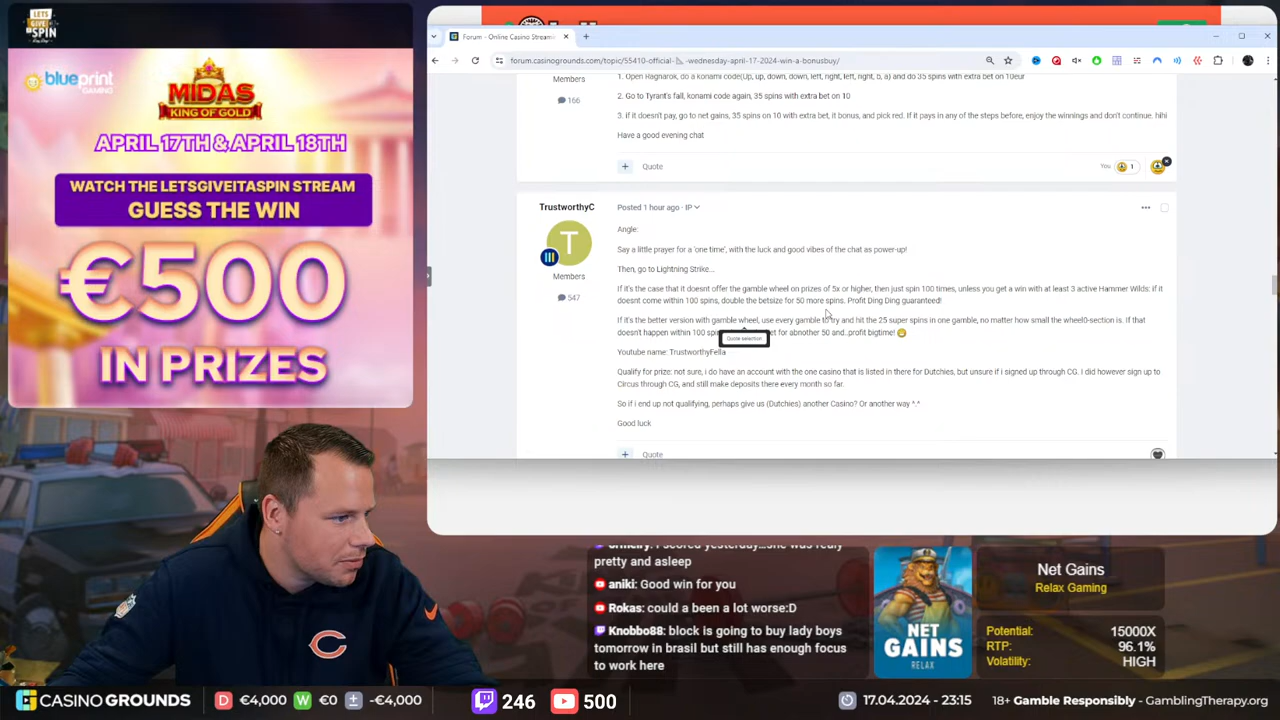 LETS
GIVE IT A
SPIN
blueprint
GAMING
MIDAS
KING OF GOLD
APRIL 17TH & APRIL 18TH
WATCH THE LETSGIVEITASPIN STREAM
GUESS THE WIN
€500
IN PRIZES
Forum - Online Casino Stream
forum.casinogrounds.com/topic/55410-official-
-wednesday-april-17-2024-win-a-bonusbuy/
Members
166
1. Open Ragnarok, do a konami code(Up, up, down, down, left, right, left, right, b, a) and do 35 spins with extra bet on 10eur
2. Go to Tyrant's fall, konami code again, 35 spins with extra bet on 10
3. if it doesn't pay, go to net gains, 35 spins on 10 with extra bet, it bonus, and pick red. If it pays in any of the steps before, enjoy the winnings and don't continue. hihi
Have a good evening chat
Quote
You
1
TrustworthyC
Posted 1 hour ago · IP
T
Members
547
Angle:
Say a little prayer for a 'one time', with the luck and good vibes of the chat as power-up!
Then, go to Lightning Strike...
If it's the case that it doesnt offer the gamble wheel on prizes of 5x or higher, then just spin 100 times, unless you get a win with at least 3 active Hammer Wilds: if it
doesnt come within 100 spins, double the betsize for 50 more spins. Profit Ding Ding guaranteed!
If it's the better version with gamble wheel, use every gamble to try and hit the 25 super spins in one gamble, no matter how small the wheel0-section is. If that
doesn't happen within 100 spi
et for abnother 50 and..profit bigtime!
Quote selection
Youtube name: TrustworthyFella
Qualify for prize: not sure, i do have an account with the one casino that is listed in there for Dutchies, but unsure if i signed up through CG. I did however sign up to
Circus through CG, and still make deposits there every month so far.
So if i end up not qualifying, perhaps give us (Dutchies) another Casino? Or another way ^.^
Good luck
Quote
i scored yesterday...she was realy
pretty and asleep
aniki: Good win for you
Rokas: could a been a lot worse:D
Knobbo88: block is going to buy lady boys
tomorrow in brasil but still has enough focus
to work here
NET
GAINS
RELAX
Net Gains
Relax Gaming
Potential: 15000X
RTP: 96.1%
Volatility: HIGH
CASINO GROUNDS
D €4,000 W €0 ± -€4,000
246
500
17.04.2024 - 23:15
18+ Gamble Responsibly - GamblingTherapy.org